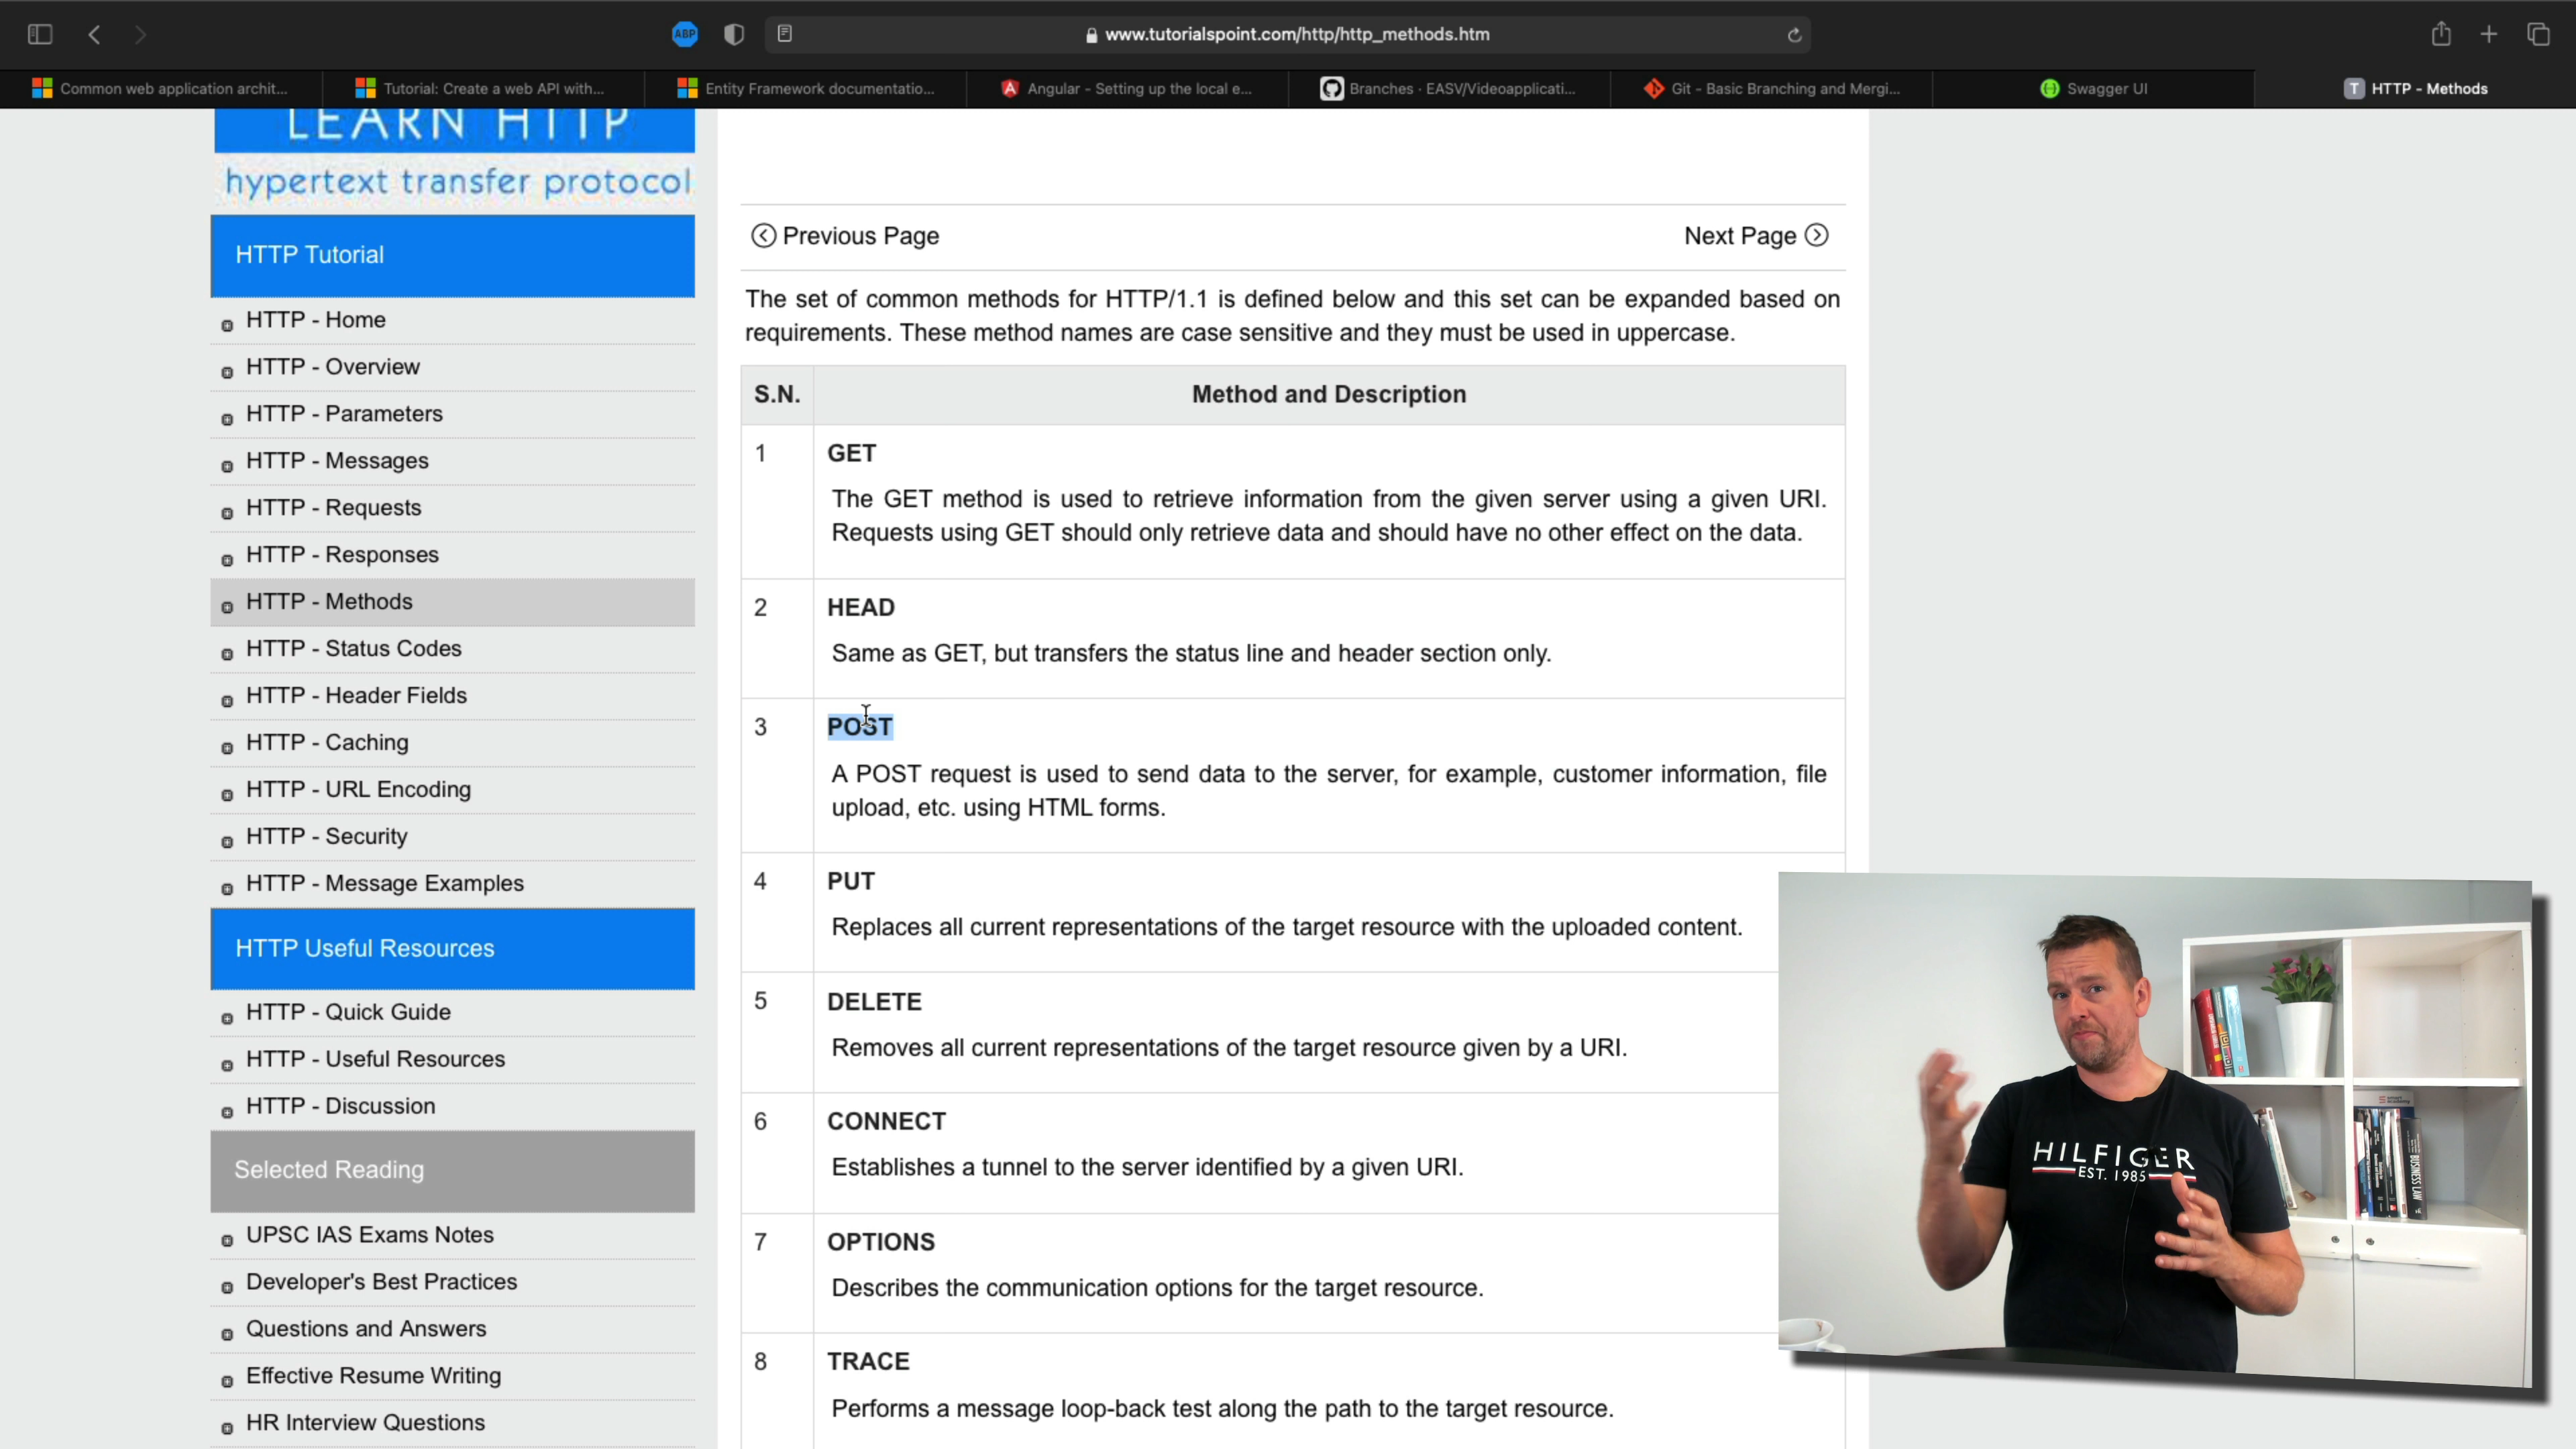 www.tutorialspoint.com/http/http_methods.htm
ABP
Common web application archit...
Tutorial: Create a web API with...
Entity Framework documentatio...
Angular - Setting up the local e...
Branches · EASV/Videoapplicati...
Git - Basic Branching and Mergi...
Swagger UI
T HTTP - Methods
LEARN HTTP
hypertext transfer protocol
HTTP Tutorial
HTTP - Home
HTTP - Overview
HTTP - Parameters
HTTP - Messages
HTTP - Requests
HTTP - Responses
HTTP - Methods
HTTP - Status Codes
HTTP - Header Fields
HTTP - Caching
HTTP - URL Encoding
HTTP - Security
HTTP - Message Examples
HTTP Useful Resources
HTTP - Quick Guide
HTTP - Useful Resources
HTTP - Discussion
Selected Reading
UPSC IAS Exams Notes
Developer's Best Practices
Questions and Answers
Effective Resume Writing
HR Interview Questions
Previous Page
Next Page
The set of common methods for HTTP/1.1 is defined below and this set can be expanded based on
requirements. These method names are case sensitive and they must be used in uppercase.
S.N. Method and Description
1 GET
The GET method is used to retrieve information from the given server using a given URI.
Requests using GET should only retrieve data and should have no other effect on the data.
2 HEAD
Same as GET, but transfers the status line and header section only.
3 POST
A POST request is used to send data to the server, for example, customer information, file
upload, etc. using HTML forms.
4 PUT
Replaces all current representations of the target resource with the uploaded content.
5 DELETE
Removes all current representations of the target resource given by a URI.
6 CONNECT
Establishes a tunnel to the server identified by a given URI.
7 OPTIONS
Describes the communication options for the target resource.
8 TRACE
Performs a message loop-back test along the path to the target resource.
HILFIGER
EST. 1985
BUSINESS LAW